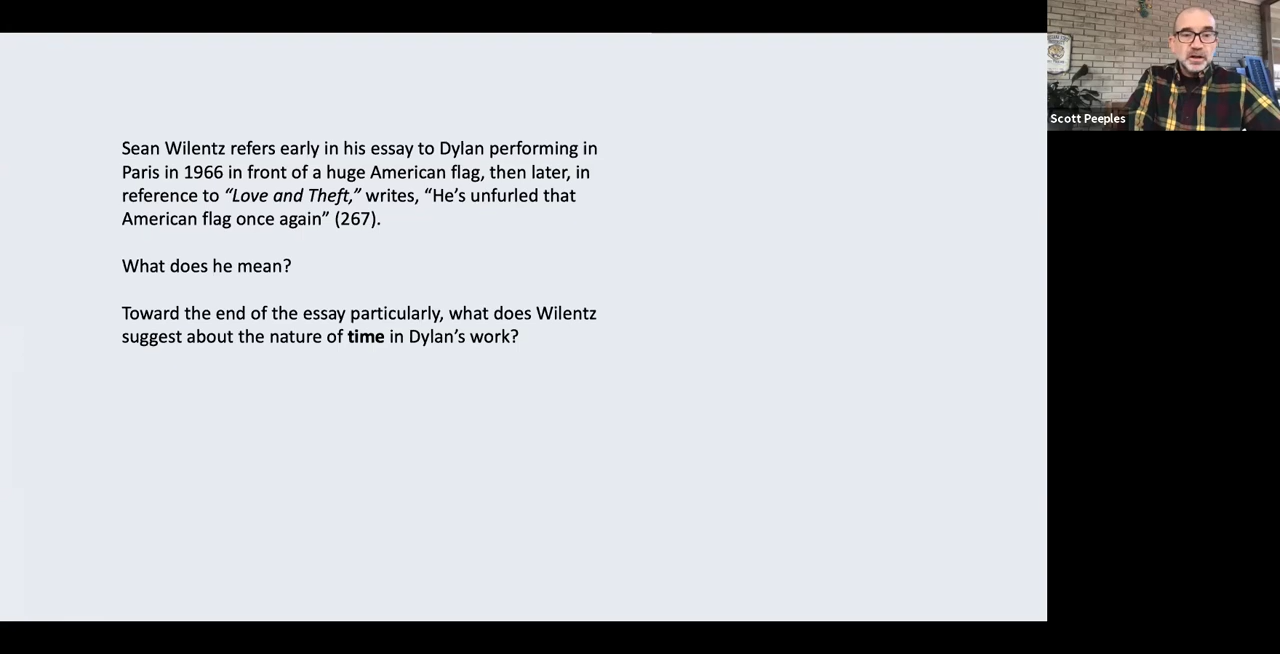 Sean Wilentz refers early in his essay to Dylan performing in
Paris in 1966 in front of a huge American flag, then later, in
reference to “Love and Theft,” writes, “He’s unfurled that
American flag once again” (267).
What does he mean?
Toward the end of the essay particularly, what does Wilentz
suggest about the nature of time in Dylan’s work?
Scott Peeples